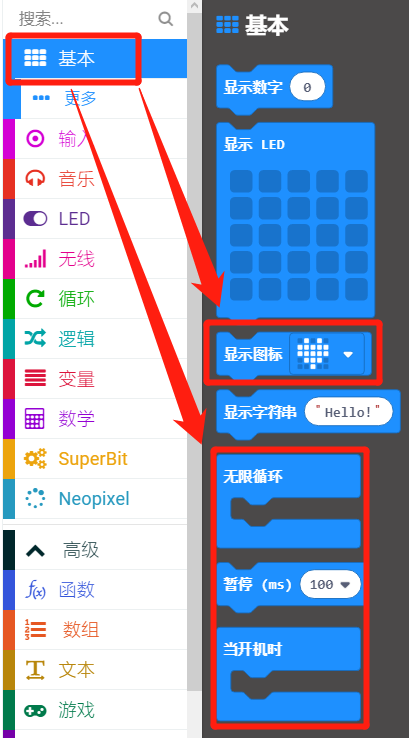 搜索...
基本
更多
输入
音乐
LED
无线
循环
逻辑
变量
数学
SuperBit
Neopixel
高级
函数
数组
文本
游戏
基本
显示数字 0
显示 LED
显示图标
显示字符串 "Hello!"
无限循环
暂停 (ms) 100
当开机时